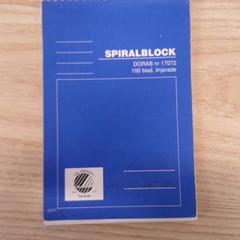 SPIRALBLOCK
DORAB nr 17072
100 blad. linjerade